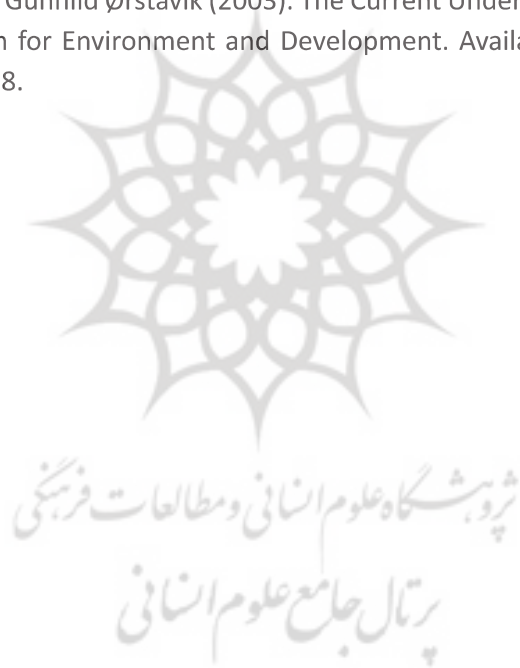 Gunhild Ørstavik (2003). The Current Under
for Environment and Development. Availa
8.
پژوهشگاه علوم انسانی و مطالعات فرهنگی
پرتال جامع علوم انسانی